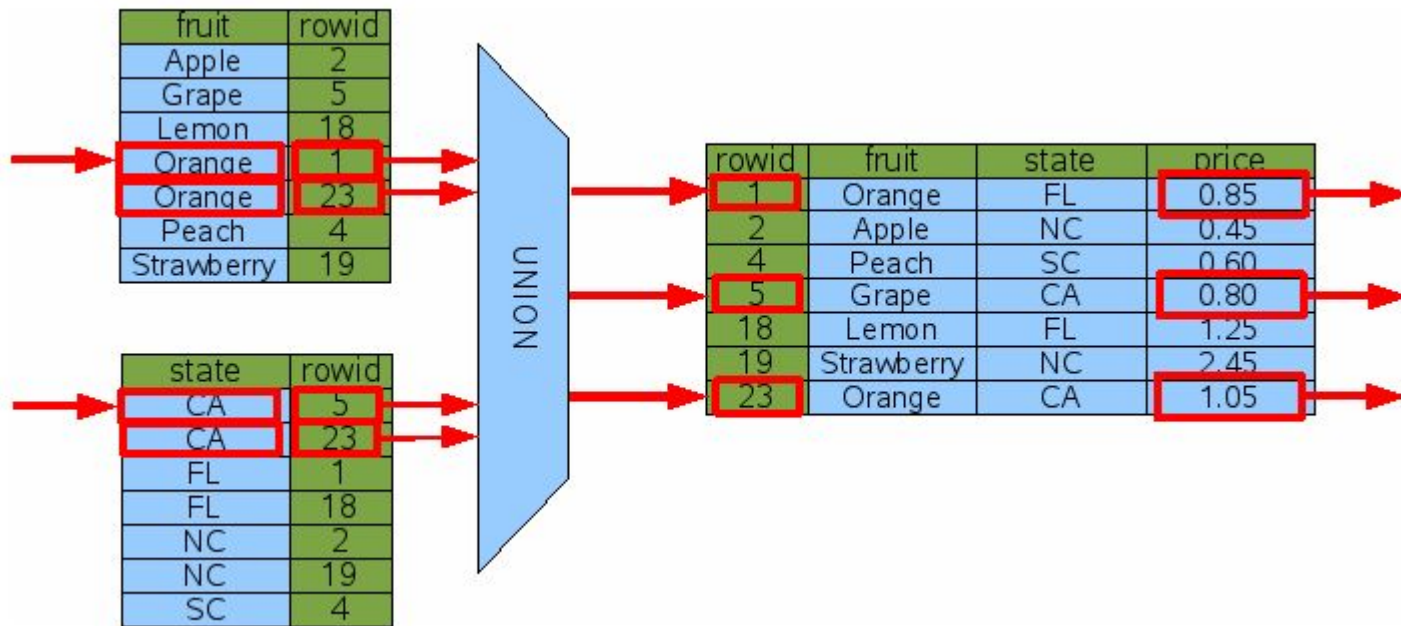 fruit rowid
Apple 2
Grape 5
Lemon 18
Orange 1
Orange 23
Peach 4
Strawberry 19
state rowid
CA 5
CA 23
FL 1
FL 18
NC 2
NC 19
SC 4
UNION
rowid fruit state price
1 Orange FL 0.85
2 Apple NC 0.45
4 Peach SC 0.60
5 Grape CA 0.80
18 Lemon FL 1.25
19 Strawberry NC 2.45
23 Orange CA 1.05